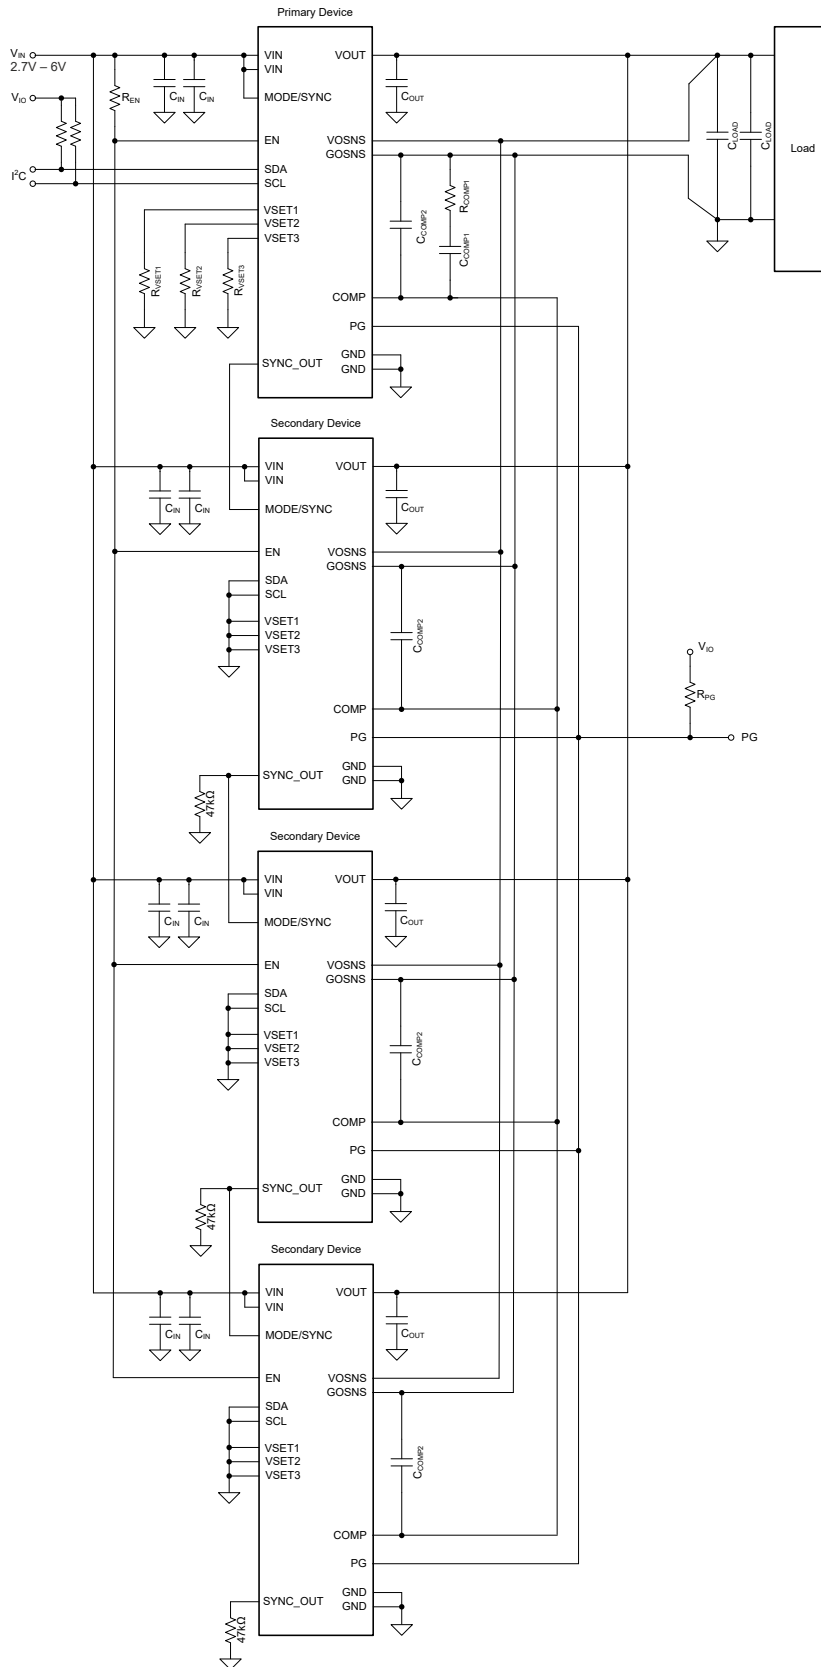 Primary Device
VIN
2.7V – 6V
VIO
I²C
REN
CIN
CIN
VIN
VIN
MODE/SYNC
EN
SDA
SCL
VSET1
VSET2
VSET3
SYNC_OUT
VOUT
VOSNS
GOSNS
COMP
PG
GND
GND
RVSET1
RVSET2
RVSET3
COUT
CCOMP2
RCOMP1
CCOMP1
CLOAD
CLOAD
Load
Secondary Device
CIN
CIN
VIN
VIN
MODE/SYNC
EN
SDA
SCL
VSET1
VSET2
VSET3
SYNC_OUT
VOUT
VOSNS
GOSNS
COMP
PG
GND
GND
COUT
CCOMP2
47kΩ
VIO
RPG
PG
Secondary Device
CIN
CIN
VIN
VIN
MODE/SYNC
EN
SDA
SCL
VSET1
VSET2
VSET3
SYNC_OUT
VOUT
VOSNS
GOSNS
COMP
PG
GND
GND
COUT
CCOMP2
47kΩ
Secondary Device
CIN
CIN
VIN
VIN
MODE/SYNC
EN
SDA
SCL
VSET1
VSET2
VSET3
SYNC_OUT
VOUT
VOSNS
GOSNS
COMP
PG
GND
GND
COUT
CCOMP2
47kΩ